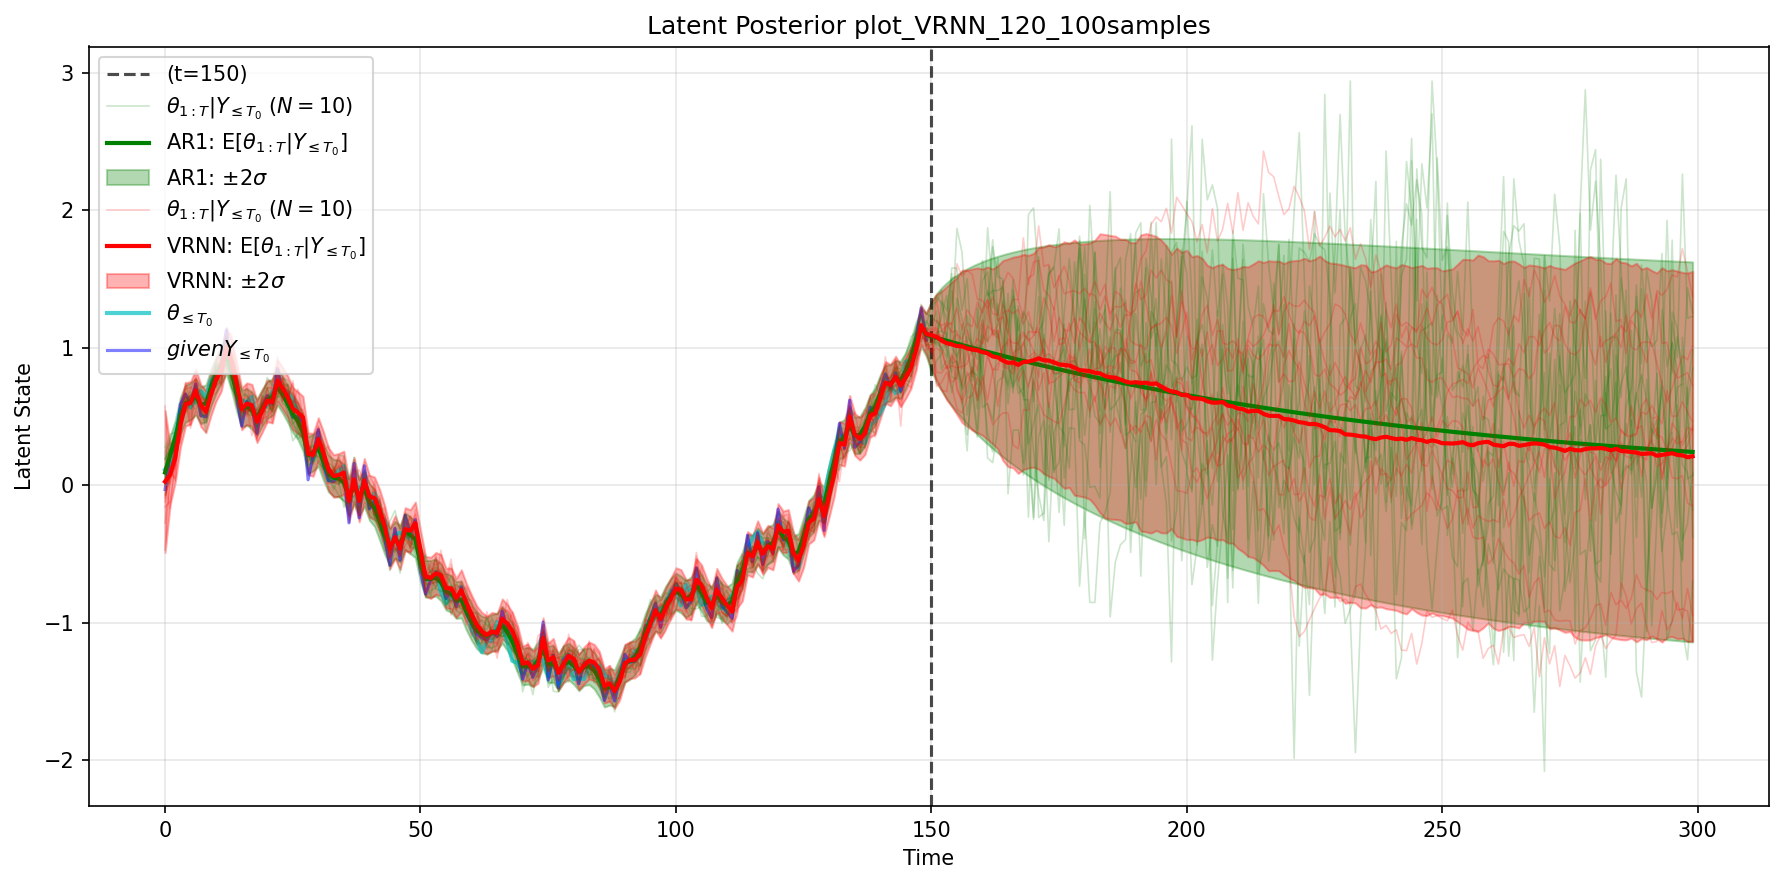 Latent Posterior plot_VRNN_120_100samples
(t=150)
θ₁:T|Y≤T₀ (N = 10)
AR1: E[θ₁:T|Y≤T₀]
AR1: ±2σ
θ₁:T|Y≤T₀ (N = 10)
VRNN: E[θ₁:T|Y≤T₀]
VRNN: ±2σ
θ≤T₀
givenY≤T₀
Latent State
3
2
1
0
−1
−2
0 50 100 150 200 250 300
Time